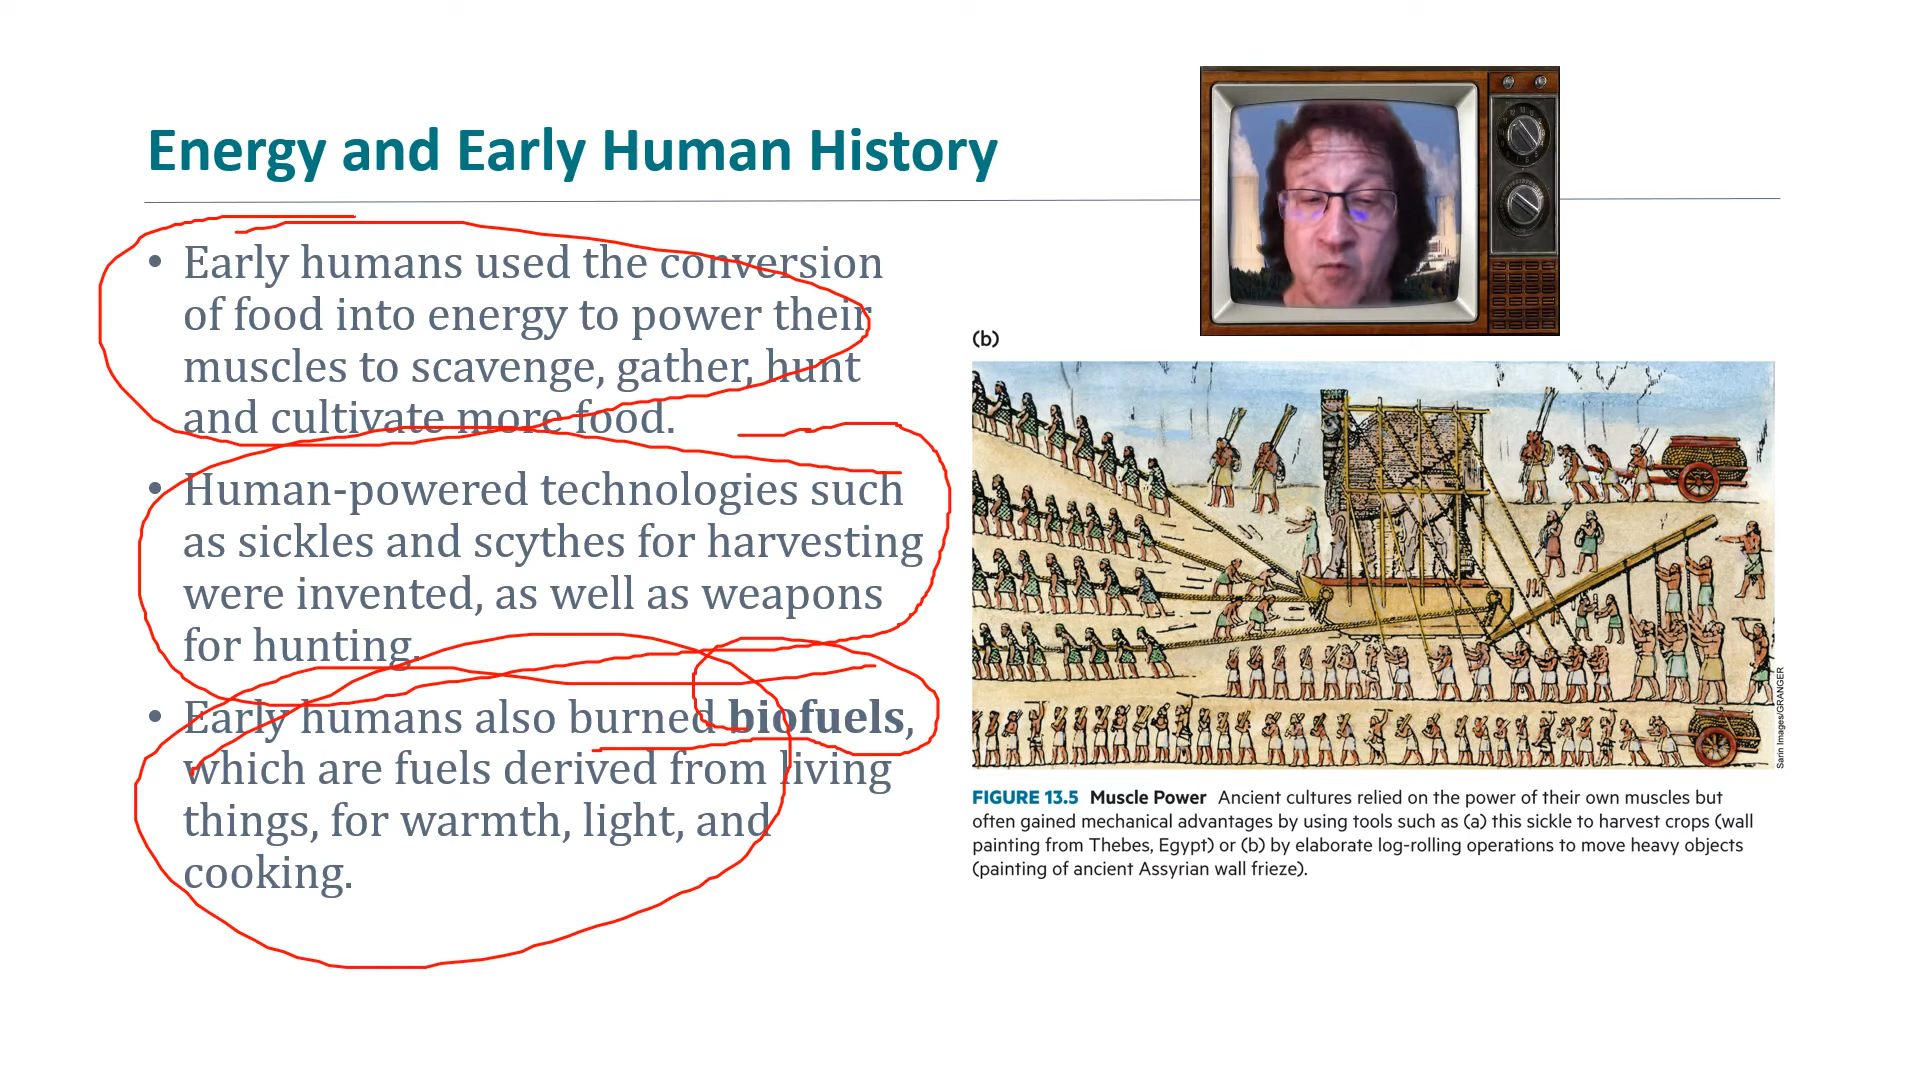 Energy and Early Human History
• Early humans used the conversion
of food into energy to power their
muscles to scavenge, gather, hunt
and cultivate more food.
• Human-powered technologies such
as sickles and scythes for harvesting
were invented, as well as weapons
for hunting.
• Early humans also burned biofuels,
which are fuels derived from living
things, for warmth, light, and
cooking.
(b)
Sarin Images/GRANGER
FIGURE 13.5 Muscle Power Ancient cultures relied on the power of their own muscles but
often gained mechanical advantages by using tools such as (a) this sickle to harvest crops (wall
painting from Thebes, Egypt) or (b) by elaborate log-rolling operations to move heavy objects
(painting of ancient Assyrian wall frieze).